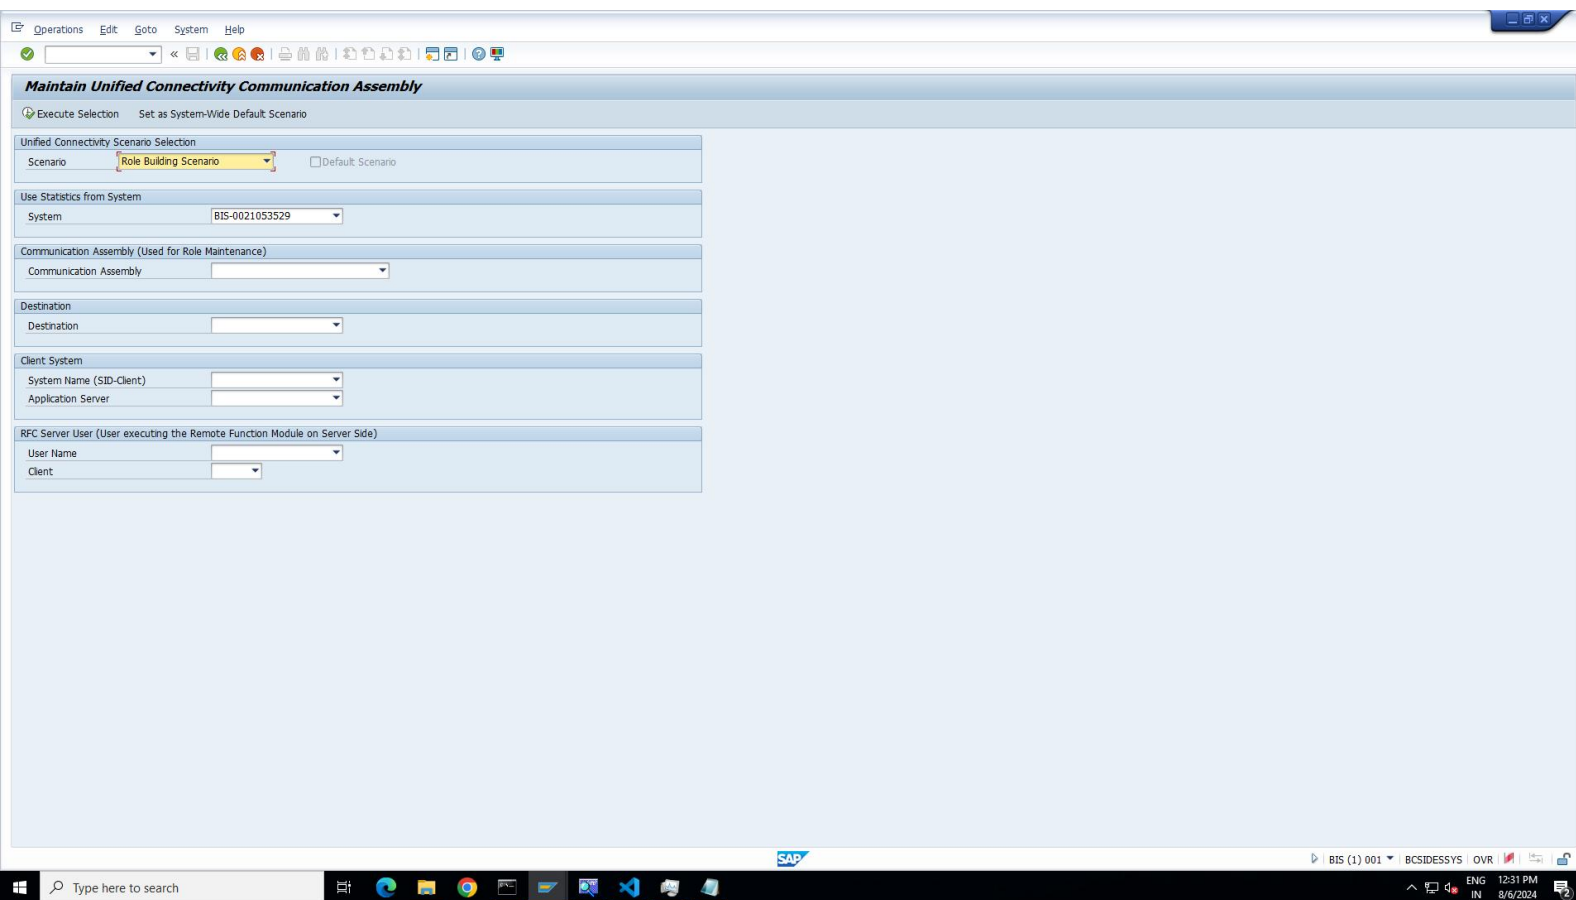 Operations Edit Goto System Help
Maintain Unified Connectivity Communication Assembly
Execute Selection Set as System-Wide Default Scenario
Unified Connectivity Scenario Selection
Scenario Role Building Scenario Default Scenario
Use Statistics from System
System BIS-0021053529
Communication Assembly (Used for Role Maintenance)
Communication Assembly
Destination
Destination
Client System
System Name (SID-Client)
Application Server
RFC Server User (User executing the Remote Function Module on Server Side)
User Name
Client
SAP
BIS (1) 001 BCSIDESSYS OVR
Type here to search
ENG 12:31 PM
IN 8/6/2024
2